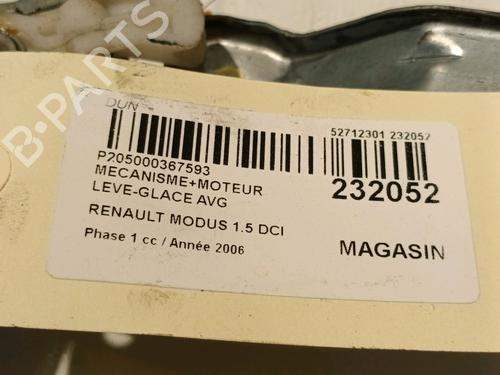 DUN
52712301 232052
P205000367593
MECANISME+MOTEUR
LEVE-GLACE AVG
232052
RENAULT MODUS 1.5 DCI
MAGASIN
Phase 1 cc / Année 2006
B-PARTS